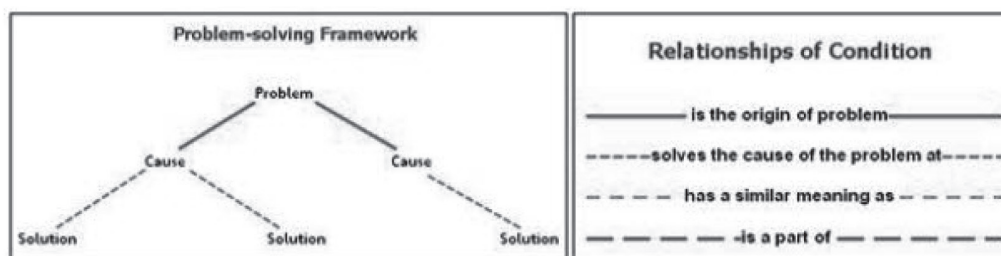 Problem-solving Framework
Problem
Cause Cause
Solution Solution Solution
Relationships of Condition
is the origin of problem
solves the cause of the problem at
has a similar meaning as
is a part of